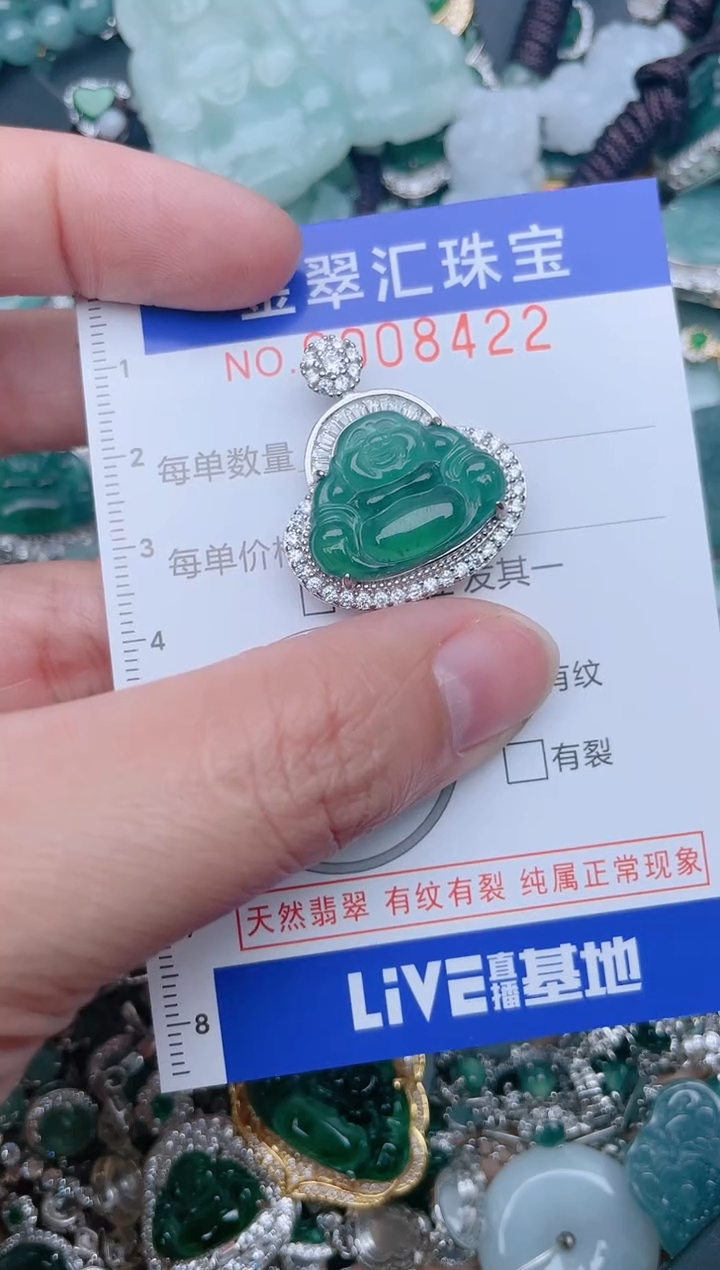 翠汇珠宝
NO. 008422
1
2
每单数量
3
每单价
发其一
4
有纹
有裂
天然翡翠 有纹有裂 纯属正常现象
LiVE直播基地
8